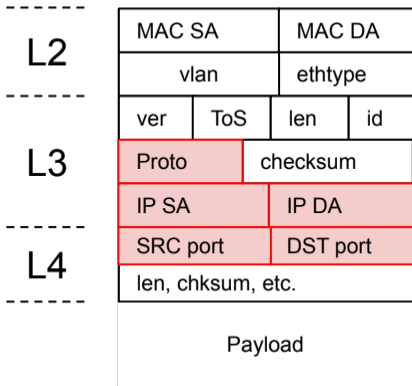 L2
MAC SA MAC DA
vlan ethtype
L3
ver ToS len id
Proto checksum
IP SA IP DA
L4
SRC port DST port
len, chksum, etc.
Payload